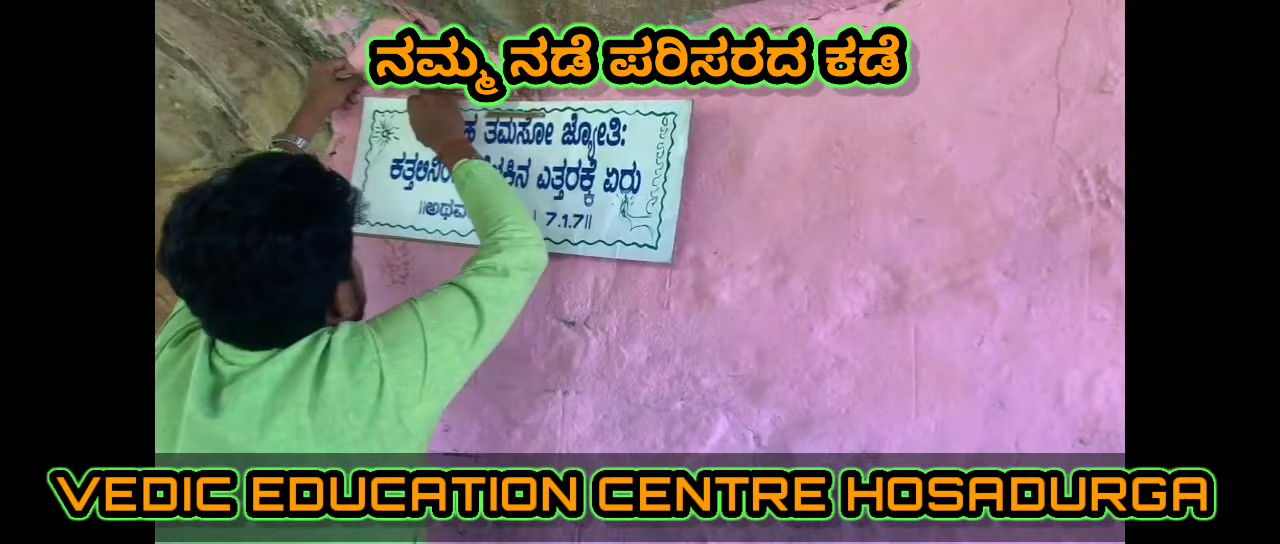 ನಮ್ಮ ನಡೆ ಪರಿಸರದ ಕಡೆ
ತಮಸೋ ಜ್ಯೋತಿಃ
ಎತ್ತರಕ್ಕೆ ಏರು
7.1.7॥
VEDIC EDUCATION CENTRE HOSADURGA